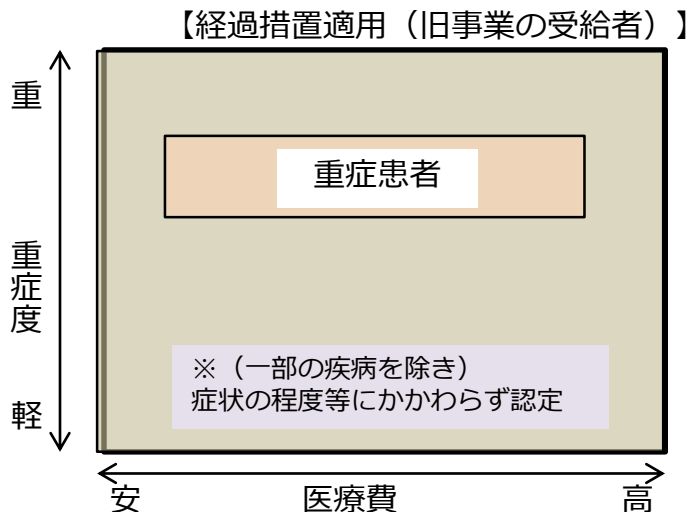 【経過措置適用（旧事業の受給者）】
重
重症患者
重症度
※（一部の疾病を除き）
症状の程度等にかかわらず認定
軽
安 医療費 高